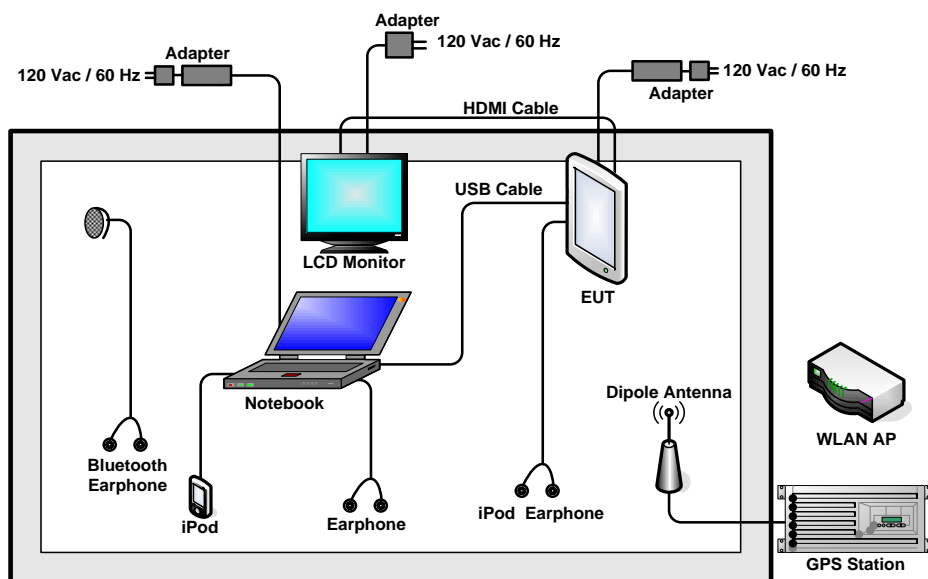 Adapter
120 Vac / 60 Hz
Adapter
120 Vac / 60 Hz
120 Vac / 60 Hz
Adapter
HDMI Cable
USB Cable
LCD Monitor
EUT
Notebook
Dipole Antenna
WLAN AP
Bluetooth
Earphone
iPod
Earphone
iPod Earphone
GPS Station